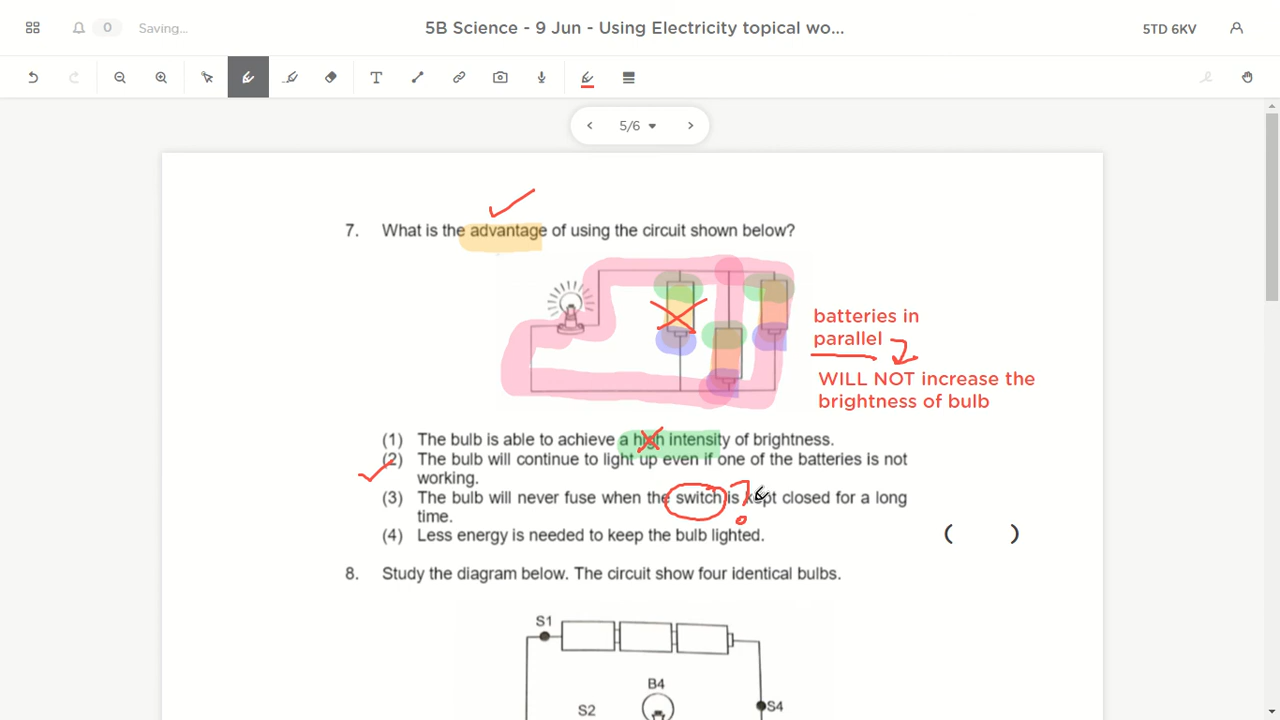 0
Saving...
5B Science - 9 Jun - Using Electricity topical wo...
5TD 6KV
T
5/6
7. What is the advantage of using the circuit shown below?
batteries in
parallel
WILL NOT increase the
brightness of bulb
(1) The bulb is able to achieve a high intensity of brightness.
(2) The bulb will continue to light up even if one of the batteries is not
working.
(3) The bulb will never fuse when the switch is kept closed for a long
time.
?
(4) Less energy is needed to keep the bulb lighted.
( )
8. Study the diagram below. The circuit show four identical bulbs.
S1
B4
S2
S4